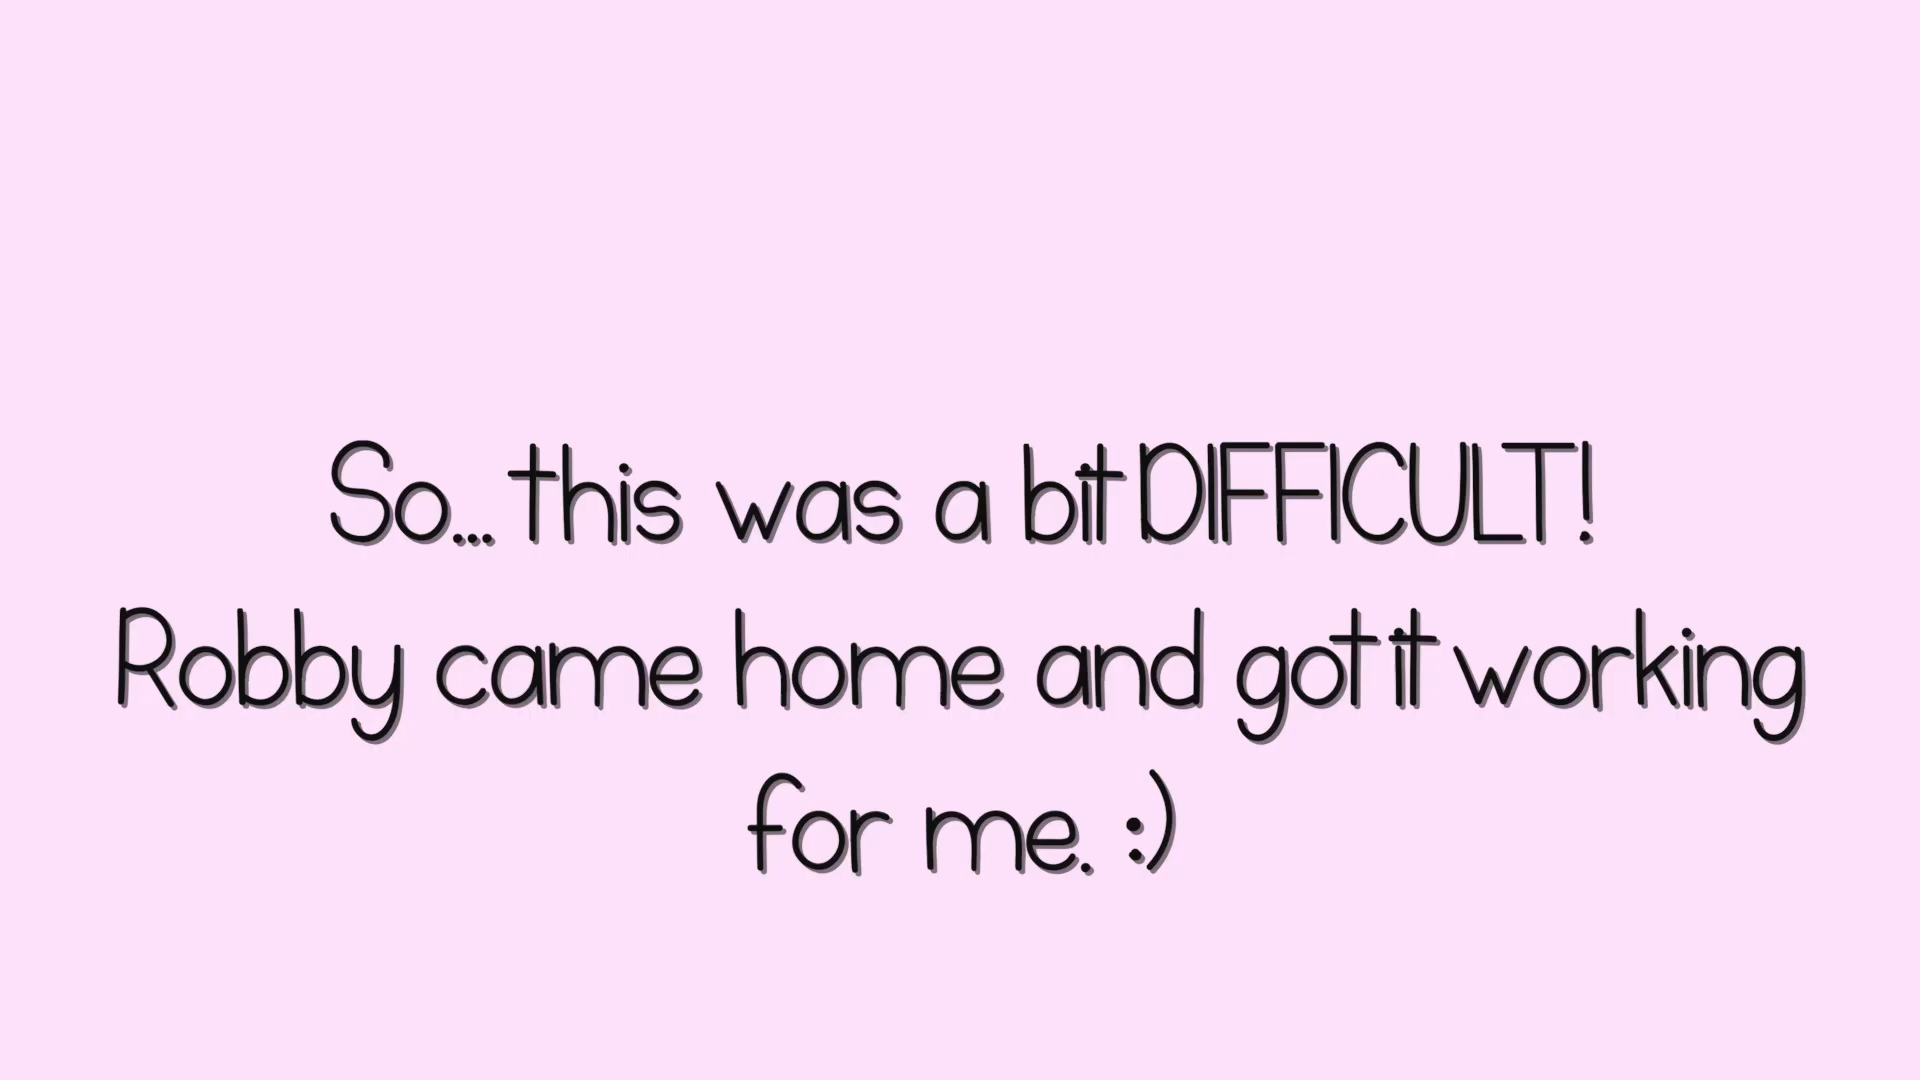 So... this was a bit DIFFICULT!
Robby came home and got it working
for me. :)